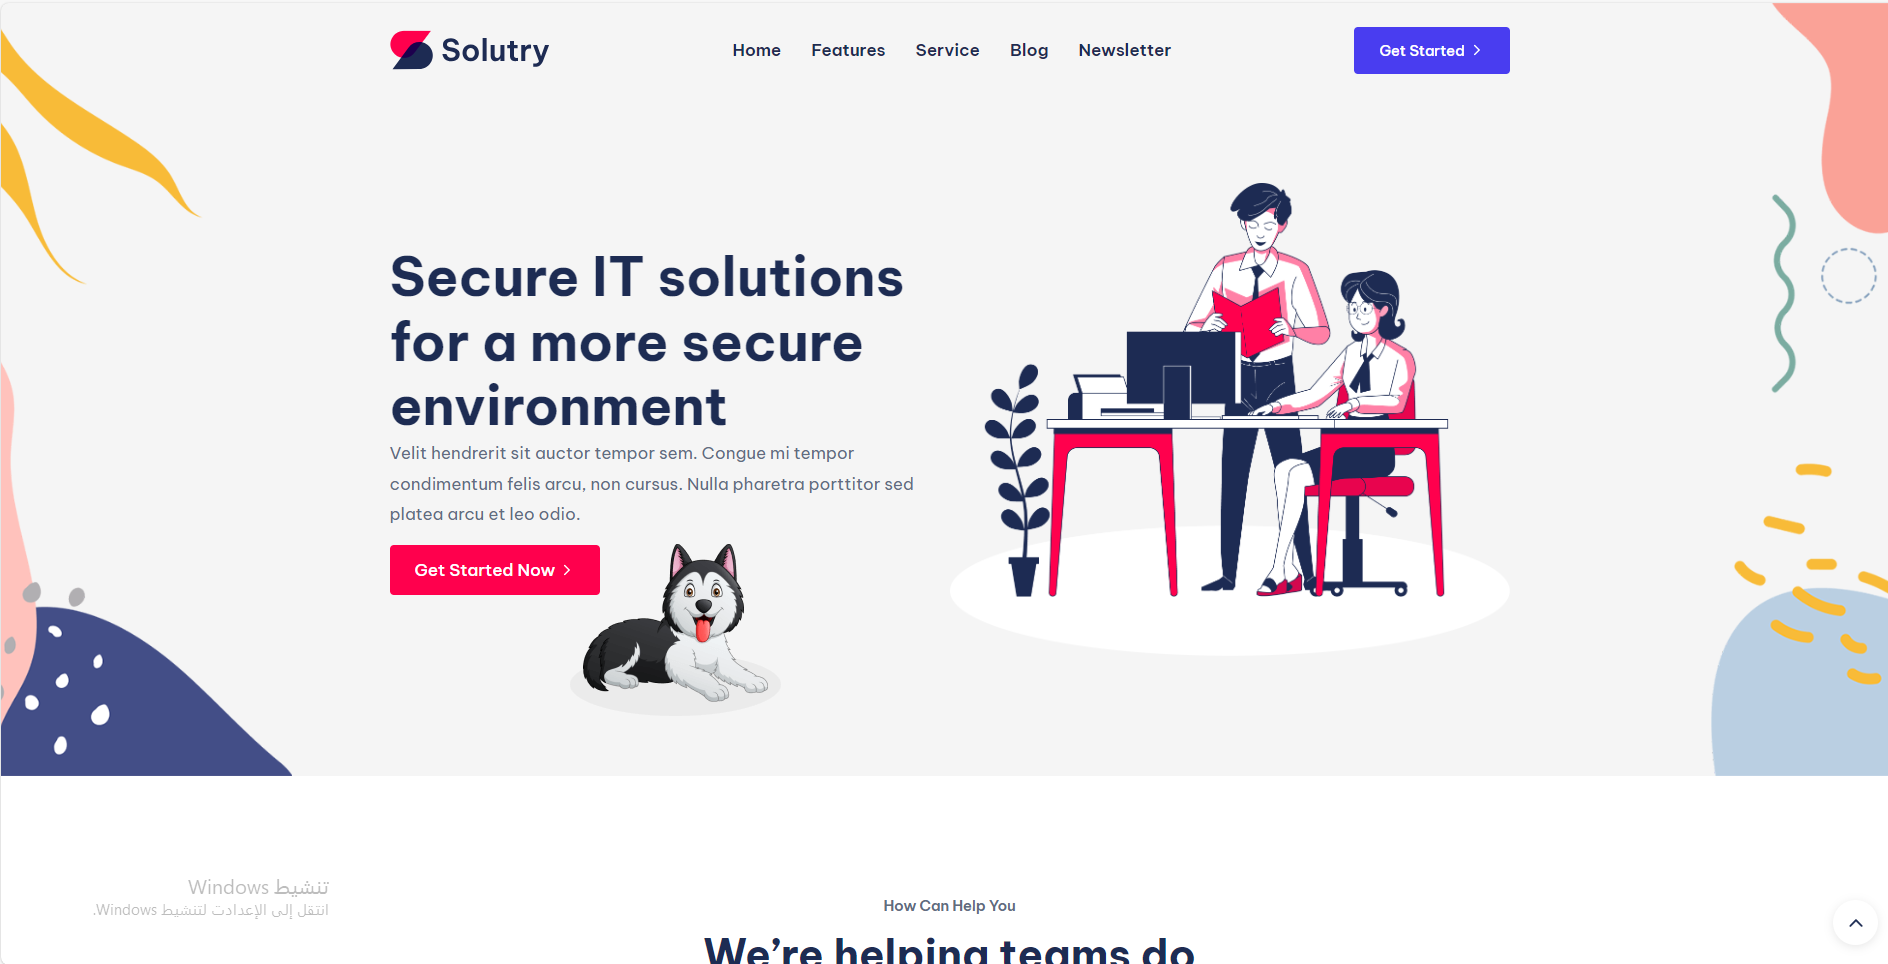 Solutry
Home Features Service Blog Newsletter
Get Started
Secure IT solutions
for a more secure
environment
Velit hendrerit sit auctor tempor sem. Congue mi tempor
condimentum felis arcu, non cursus. Nulla pharetra porttitor sed
platea arcu et leo odio.
Get Started Now
تنشيط Windows
انتقل إلى الإعدادت لتنشيط Windows.
How Can Help You
We’re helping teams do